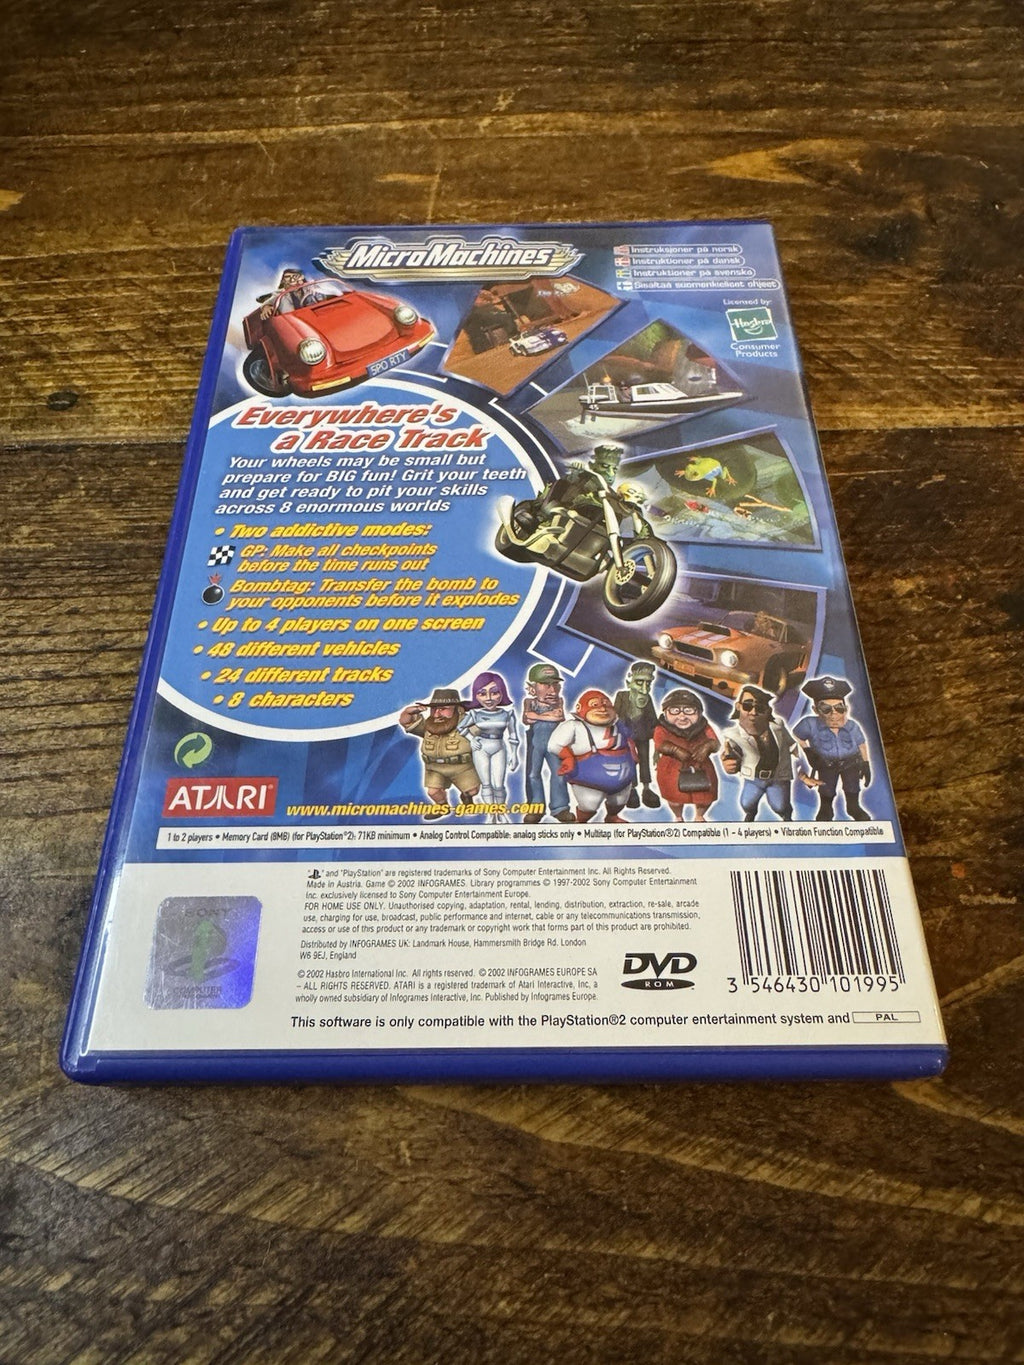 MicroMachines
Instruksjoner på norsk
Instruktioner på dansk
Instruktioner på svenska
Sisältää suomenkieliset ohjeet
Licensed by:
Hasbro
Consumer
Products
SPO RTY
Everywhere's
a Race Track
Your wheels may be small but
prepare for BIG fun! Grit your teeth
and get ready to pit your skills
across 8 enormous worlds
• Two addictive modes:
GP: Make all checkpoints
before the time runs out
Bombtag: Transfer the bomb to
your opponents before it explodes
• Up to 4 players on one screen
• 48 different vehicles
• 24 different tracks
• 8 characters
ATARI
www.micromachines-games.com
1 to 2 players • Memory Card (8MB) (for PlayStation®2): 71KB minimum • Analog Control Compatible: analog sticks only • Multitap (for PlayStation®2) Compatible (1 - 4 players) • Vibration Function Compatible
" and "PlayStation" are registered trademarks of Sony Computer Entertainment Inc. All Rights Reserved.
Made in Austria. Game © 2002 INFOGRAMES. Library programmes © 1997-2002 Sony Computer Entertainment
Inc. exclusively licensed to Sony Computer Entertainment Europe.
FOR HOME USE ONLY. Unauthorised copying, adaptation, rental, lending, distribution, extraction, re-sale, arcade
use, charging for use, broadcast, public performance and internet, cable or any telecommunications transmission,
access or use of this product or any trademark or copyright work that forms part of this product are prohibited.
Distributed by INFOGRAMES UK: Landmark House, Hammersmith Bridge Rd. London
W6 9EJ, England
© 2002 Hasbro International Inc. All rights reserved. © 2002 INFOGRAMES EUROPE SA
– ALL RIGHTS RESERVED. ATARI is a registered trademark of Atari Interactive, Inc, a
wholly owned subsidiary of Infogrames Interactive, Inc. Published by Infogrames Europe.
SONY
COMPUTER
DVD
ROM
3 546430 101995
This software is only compatible with the PlayStation®2 computer entertainment system and PAL